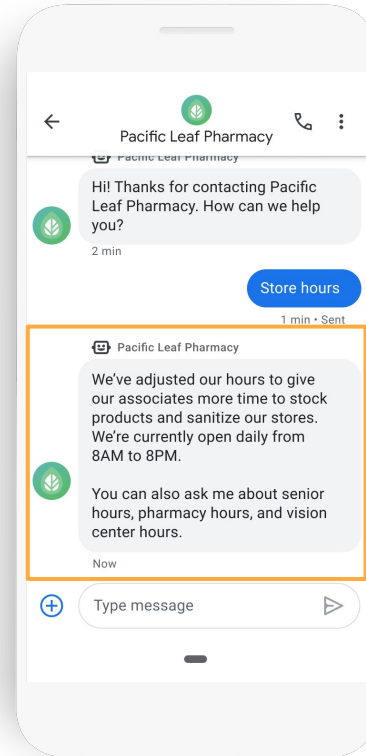 Pacific Leaf Pharmacy
Pacific Leaf Pharmacy
Hi! Thanks for contacting Pacific
Leaf Pharmacy. How can we help
you?
2 min
Store hours
1 min • Sent
Pacific Leaf Pharmacy
We've adjusted our hours to give
our associates more time to stock
products and sanitize our stores.
We're currently open daily from
8AM to 8PM.
You can also ask me about senior
hours, pharmacy hours, and vision
center hours.
Now
Type message